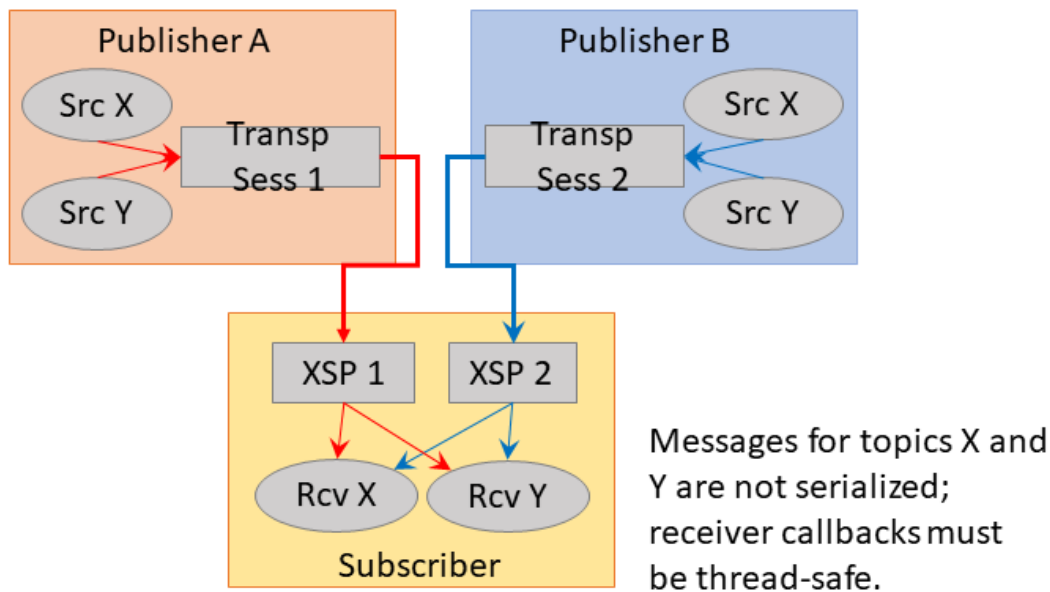 Publisher A
Src X
Transp
Sess 1
Src Y
Publisher B
Src X
Transp
Sess 2
Src Y
XSP 1
XSP 2
Rcv X
Rcv Y
Subscriber
Messages for topics X and
Y are not serialized;
receiver callbacks must
be thread-safe.